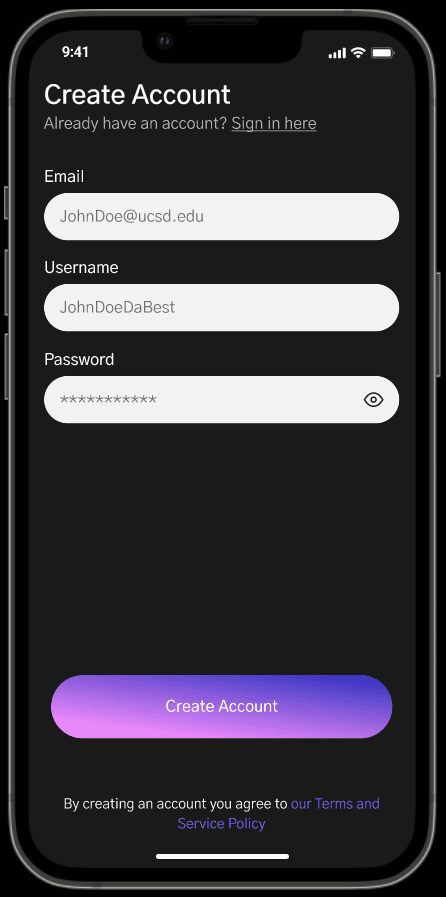 9:41
Create Account
Already have an account? Sign in here
Email
JohnDoe@ucsd.edu
Username
JohnDoeDaBest
Password
***********
Create Account
By creating an account you agree to our Terms and
Service Policy